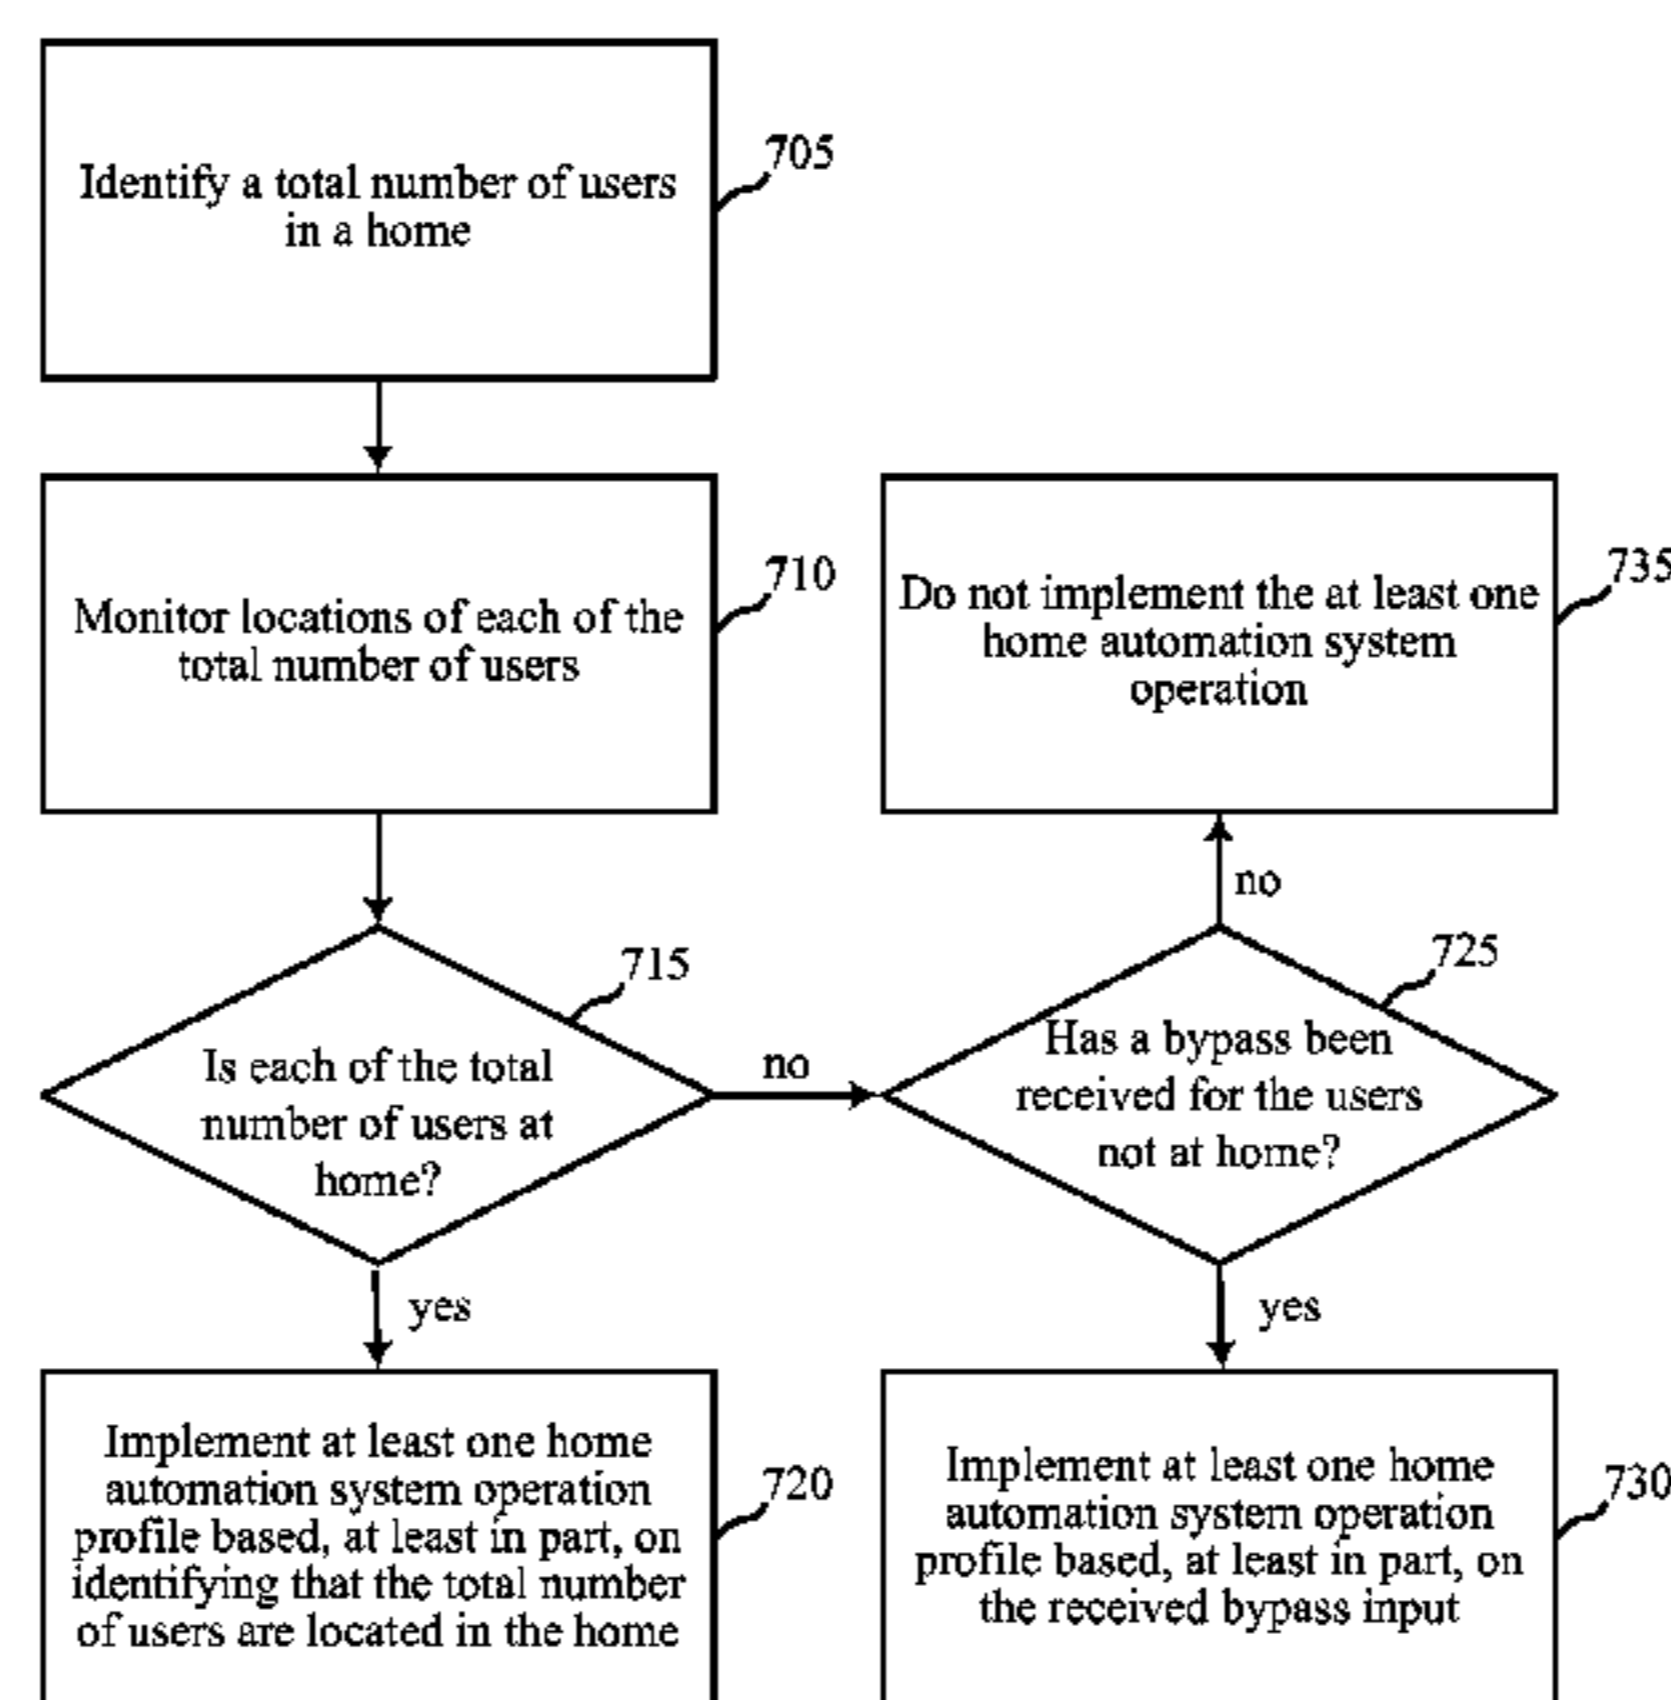 Identify a total number of users
in a home
705
Monitor locations of each of the
total number of users
710
Do not implement the at least one
home automation system
operation
735
no
Is each of the total
number of users at
home?
715
no
Has a bypass been
received for the users
not at home?
725
yes
yes
Implement at least one home
automation system operation
profile based, at least in part, on
identifying that the total number
of users are located in the home
720
Implement at least one home
automation system operation
profile based, at least in part, on
the received bypass input
730